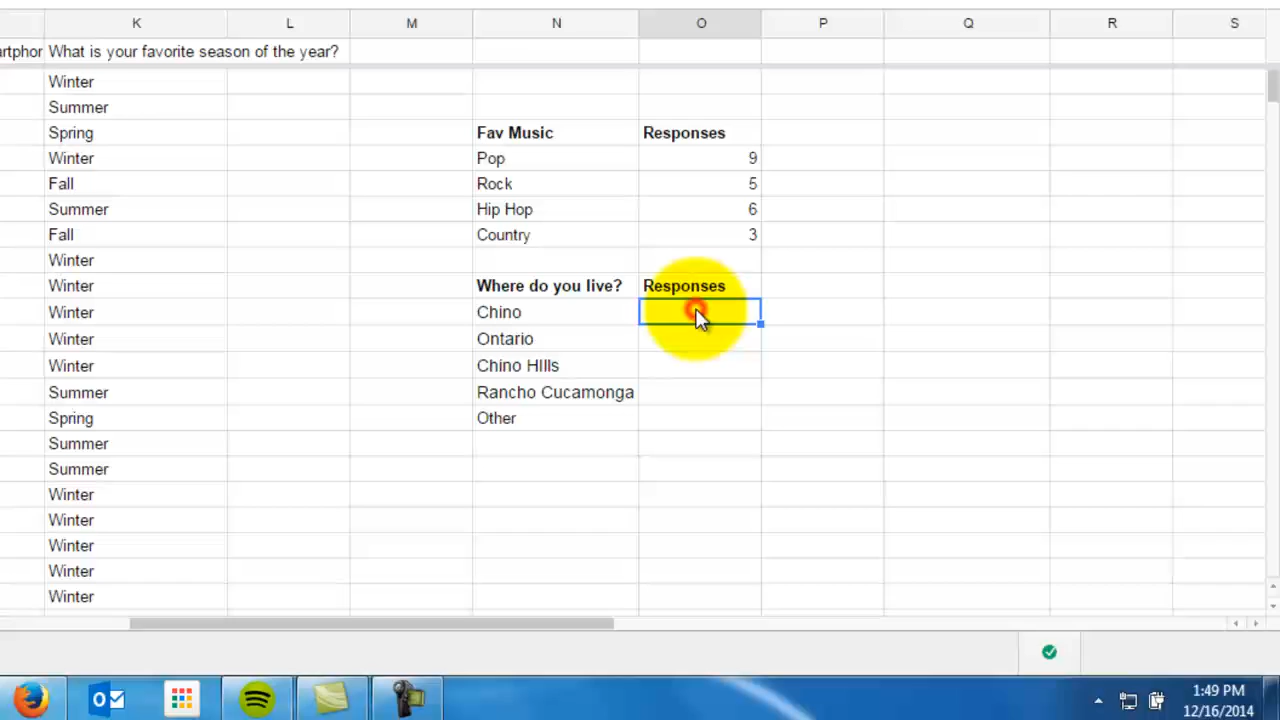 K L M N O P Q R S
artphor What is your favorite season of the year?
Winter
Summer
Spring Fav Music Responses
Winter Pop 9
Fall Rock 5
Summer Hip Hop 6
Fall Country 3
Winter
Winter Where do you live? Responses
Winter Chino
Winter Ontario
Winter Chino HIlls
Summer Rancho Cucamonga
Spring Other
Summer
Summer
Winter
Winter
Winter
Winter
Winter
1:49 PM
12/16/2014